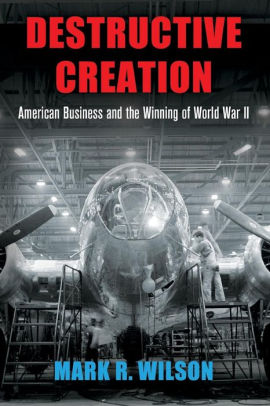 DESTRUCTIVE
CREATION
American Business and the Winning of World War II
MARK R. WILSON